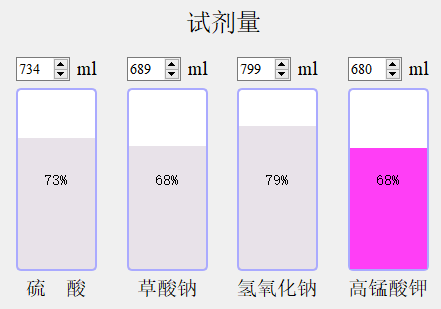 试剂量
734 ml 689 ml 799 ml 680 ml
73% 68% 79% 68%
硫 酸 草酸钠 氢氧化钠 高锰酸钾